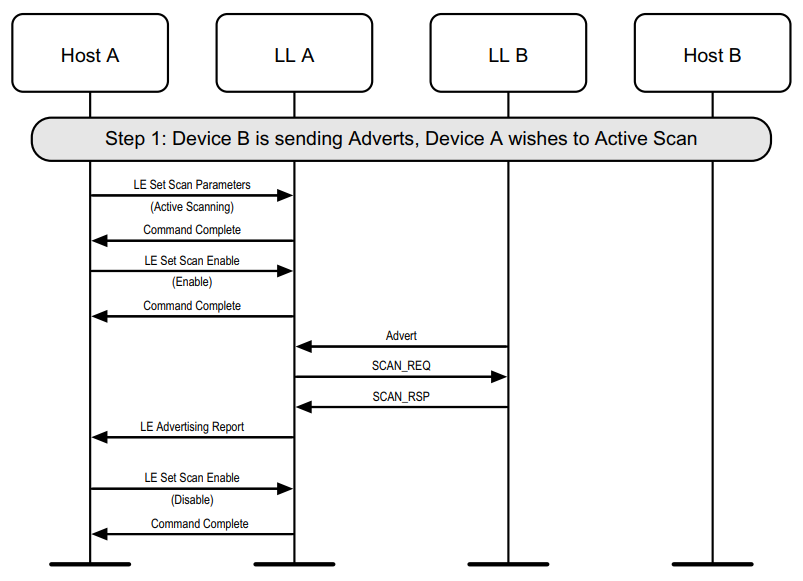 Host A
LL A
LL B
Host B
Step 1: Device B is sending Adverts, Device A wishes to Active Scan
LE Set Scan Parameters
(Active Scanning)
Command Complete
LE Set Scan Enable
(Enable)
Command Complete
Advert
SCAN_REQ
SCAN_RSP
LE Advertising Report
LE Set Scan Enable
(Disable)
Command Complete